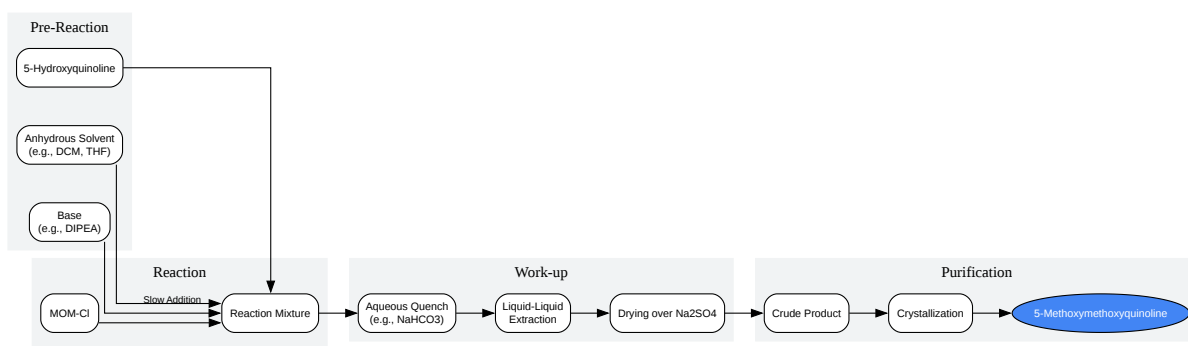 Pre-Reaction
5-Hydroxyquinoline
Anhydrous Solvent
(e.g., DCM, THF)
Base
(e.g., DIPEA)
Reaction
MOM-Cl
Slow Addition
Reaction Mixture
Work-up
Aqueous Quench
(e.g., NaHCO3)
Liquid-Liquid
Extraction
Drying over Na2SO4
Purification
Crude Product
Crystallization
5-Methoxymethoxyquinoline